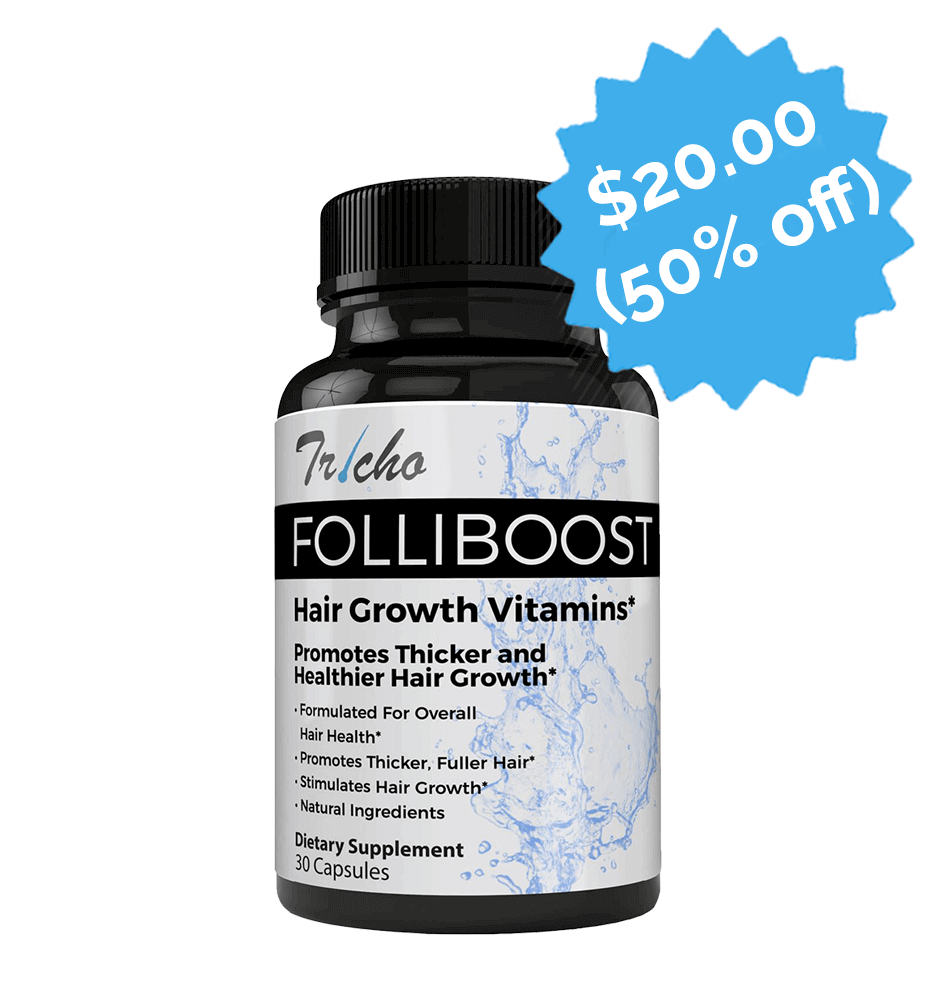 $20.00
(50% off)
Tricho
FOLLIBOOST
Hair Growth Vitamins*
Promotes Thicker and
Healthier Hair Growth*
· Formulated For Overall
Hair Health*
· Promotes Thicker, Fuller Hair*
· Stimulates Hair Growth*
· Natural Ingredients
Dietary Supplement
30 Capsules